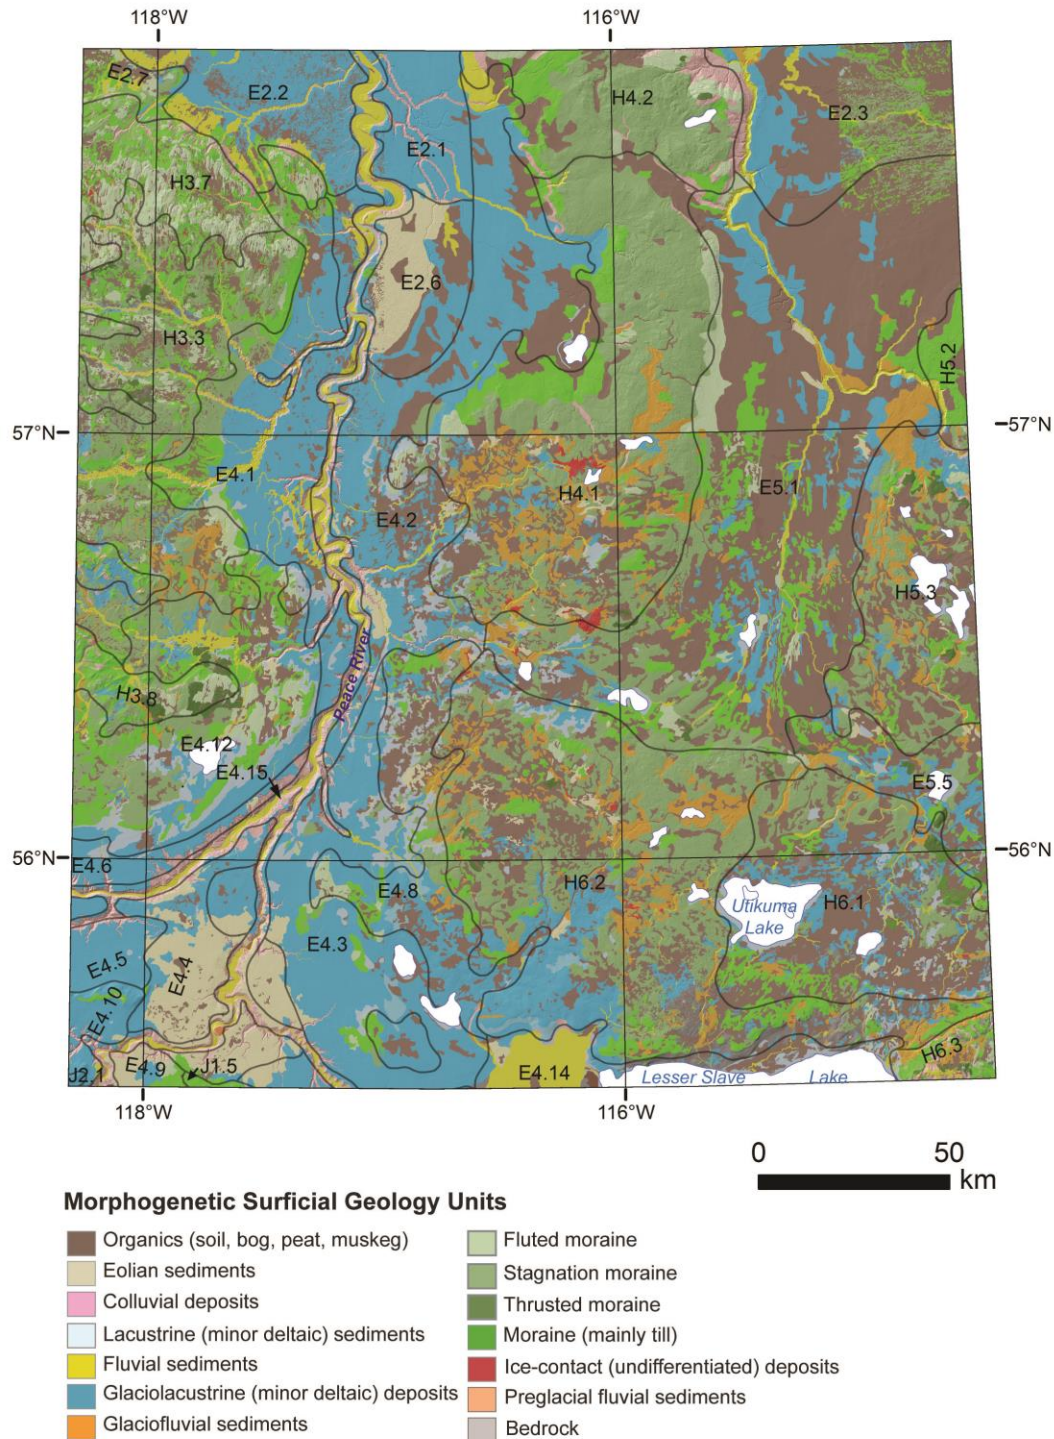 118°W 116°W
E2.7
E2.2
H4.2
E2.3
E2.1
H3.7
E2.6
H3.3
H5.2
57°N 57°N
E4.1
H4.1
E5.1
E4.2
H5.3
Peace River
H3.8
E4.12
E4.15
E5.5
56°N 56°N
E4.6
E4.8
H6.2
H6.1
Utikuma
Lake
E4.3
E4.5
E4.4
E4.10
H6.3
J2.1
E4.9
J1.5
E4.14
Lesser Slave Lake
118°W 116°W
0 50
km
Morphogenetic Surficial Geology Units
Organics (soil, bog, peat, muskeg)
Eolian sediments
Colluvial deposits
Lacustrine (minor deltaic) sediments
Fluvial sediments
Glaciolacustrine (minor deltaic) deposits
Glaciofluvial sediments
Fluted moraine
Stagnation moraine
Thrusted moraine
Moraine (mainly till)
Ice-contact (undifferentiated) deposits
Preglacial fluvial sediments
Bedrock